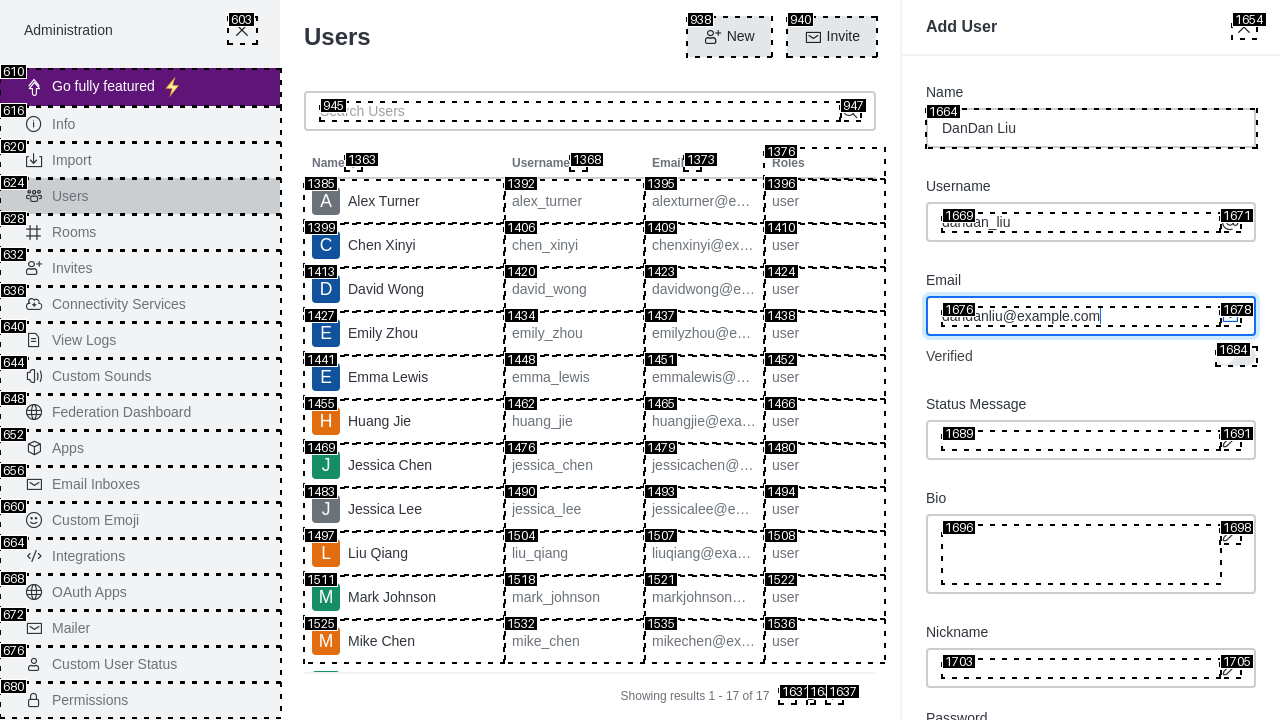 Administration
603
610
Go fully featured
616
Info
620
Import
624
Users
628
Rooms
632
Invites
636
Connectivity Services
640
View Logs
644
Custom Sounds
648
Federation Dashboard
652
Apps
656
Email Inboxes
660
Custom Emoji
664
Integrations
668
OAuth Apps
672
Mailer
676
Custom User Status
680
Permissions
Users
938
New
940
Invite
945
Search Users
947
Name 1363 Username 1368 Email 1373 1376 Roles
1385 1392 1395 1396
A Alex Turner alex_turner alexturner@e… user
1399 1406 1409 1410
C Chen Xinyi chen_xinyi chenxinyi@ex… user
1413 1420 1423 1424
D David Wong david_wong davidwong@e… user
1427 1434 1437 1438
E Emily Zhou emily_zhou emilyzhou@e… user
1441 1448 1451 1452
E Emma Lewis emma_lewis emmalewis@… user
1455 1462 1465 1466
H Huang Jie huang_jie huangjie@exa… user
1469 1476 1479 1480
J Jessica Chen jessica_chen jessicachen@… user
1483 1490 1493 1494
J Jessica Lee jessica_lee jessicalee@e… user
1497 1504 1507 1508
L Liu Qiang liu_qiang liuqiang@exa… user
1511 1518 1521 1522
M Mark Johnson mark_johnson markjohnson… user
1525 1532 1535 1536
M Mike Chen mike_chen mikechen@ex… user
Showing results 1 - 17 of 17
1637
Add User
1654
Name
1664
DanDan Liu
Username
1669 1671
dandan_liu
Email
1676 1678
dandanliu@example.com
Verified
1684
Status Message
1689 1691
Bio
1696 1698
Nickname
1703 1705
Password